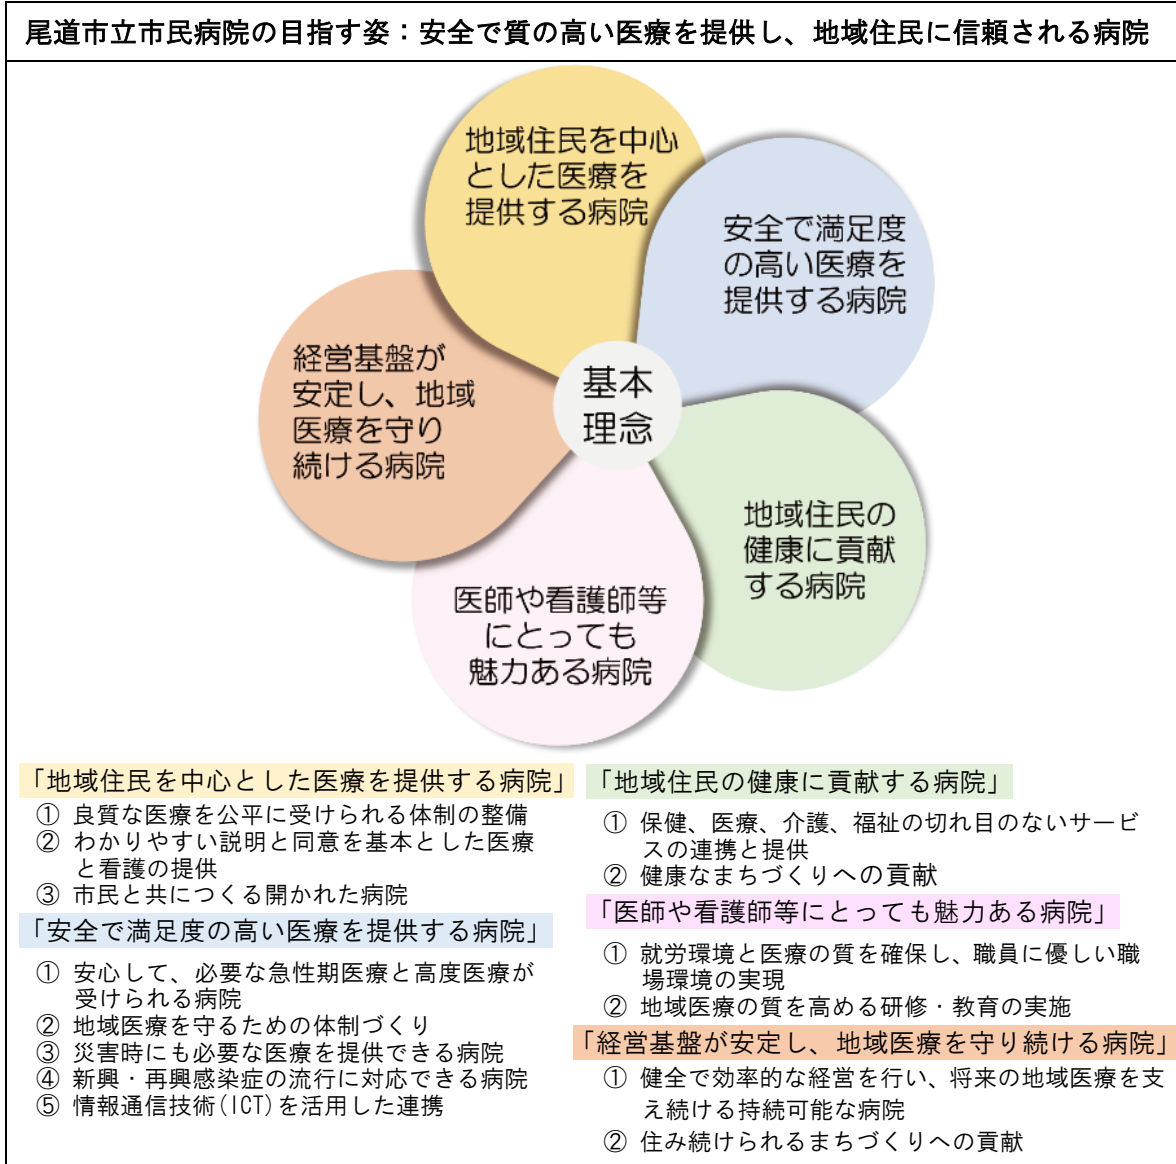 尾道市立市民病院の目指す姿：安全で質の高い医療を提供し、地域住民に信頼される病院
地域住民を中心
とした医療を
提供する病院
安全で満足度
の高い医療を
提供する病院
経営基盤が
安定し、地域
医療を守り
続ける病院
基本
理念
地域住民の
健康に貢献
する病院
医師や看護師等
にとっても
魅力ある病院
「地域住民を中心とした医療を提供する病院」
① 良質な医療を公平に受けられる体制の整備
② わかりやすい説明と同意を基本とした医療
と看護の提供
③ 市民と共につくる開かれた病院
「安全で満足度の高い医療を提供する病院」
① 安心して、必要な急性期医療と高度医療が
受けられる病院
② 地域医療を守るための体制づくり
③ 災害時にも必要な医療を提供できる病院
④ 新興・再興感染症の流行に対応できる病院
⑤ 情報通信技術(ICT)を活用した連携
「地域住民の健康に貢献する病院」
① 保健、医療、介護、福祉の切れ目のないサービ
スの連携と提供
② 健康なまちづくりへの貢献
「医師や看護師等にとっても魅力ある病院」
① 就労環境と医療の質を確保し、職員に優しい職
場環境の実現
② 地域医療の質を高める研修・教育の実施
「経営基盤が安定し、地域医療を守り続ける病院」
① 健全で効率的な経営を行い、将来の地域医療を支
え続ける持続可能な病院
② 住み続けられるまちづくりへの貢献